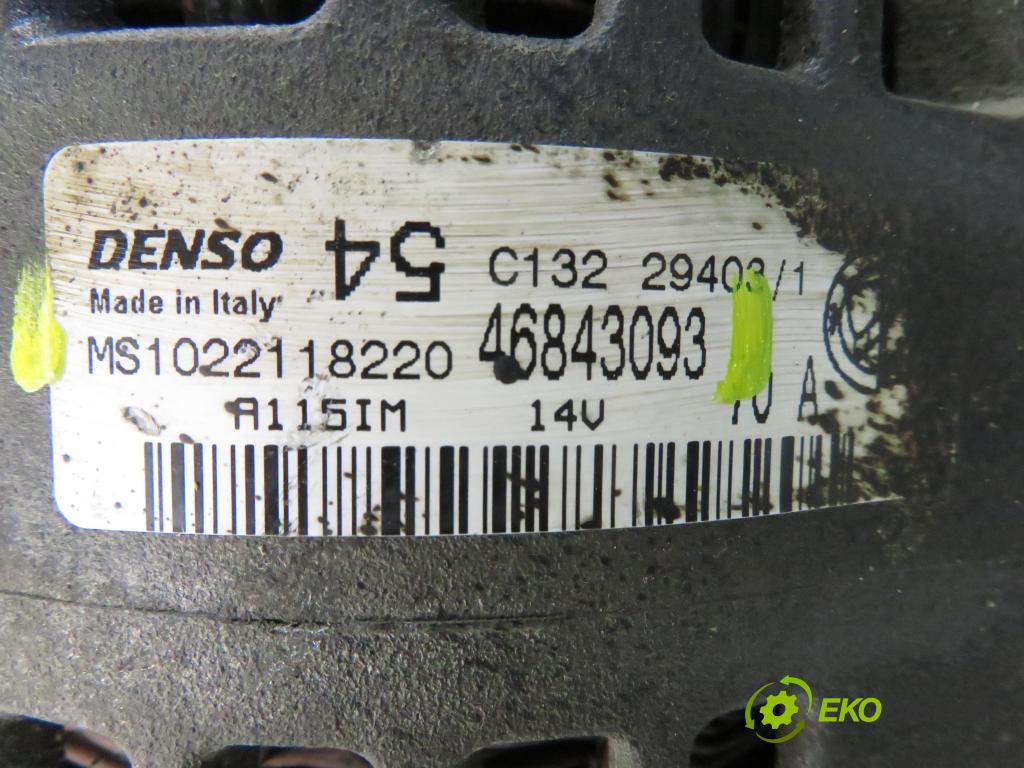 DENSO 54 C132 29403/1
Made in Italy
MS1022118220 46843093
A115IM 14V 70 A
EKO